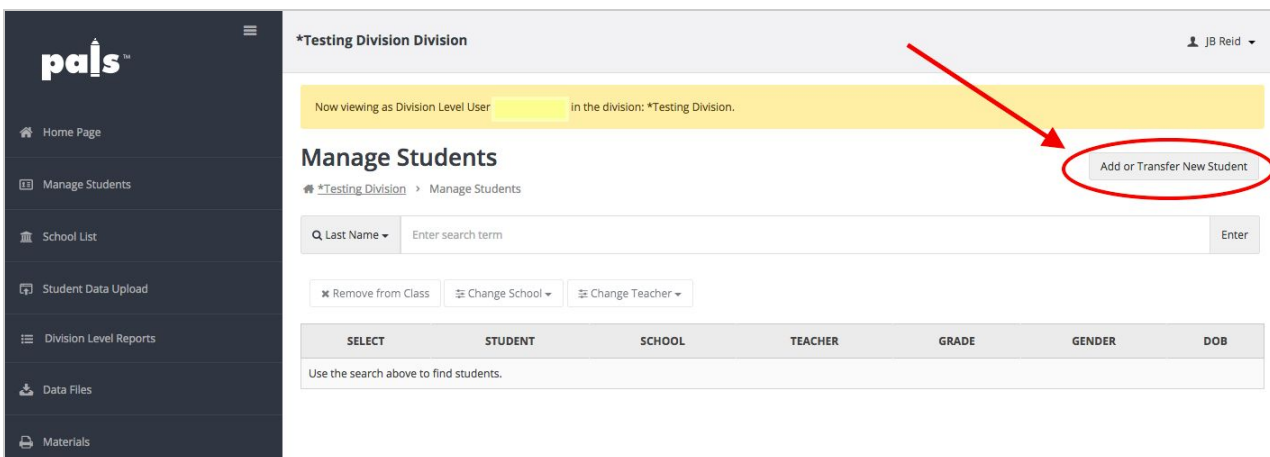 pals™
*Testing Division Division
JB Reid
Now viewing as Division Level User in the division: *Testing Division.
Home Page
Manage Students
School List
Student Data Upload
Division Level Reports
Data Files
Materials
Manage Students
Add or Transfer New Student
*Testing Division > Manage Students
Last Name Enter search term Enter
Remove from Class Change School Change Teacher
SELECT STUDENT SCHOOL TEACHER GRADE GENDER DOB
Use the search above to find students.